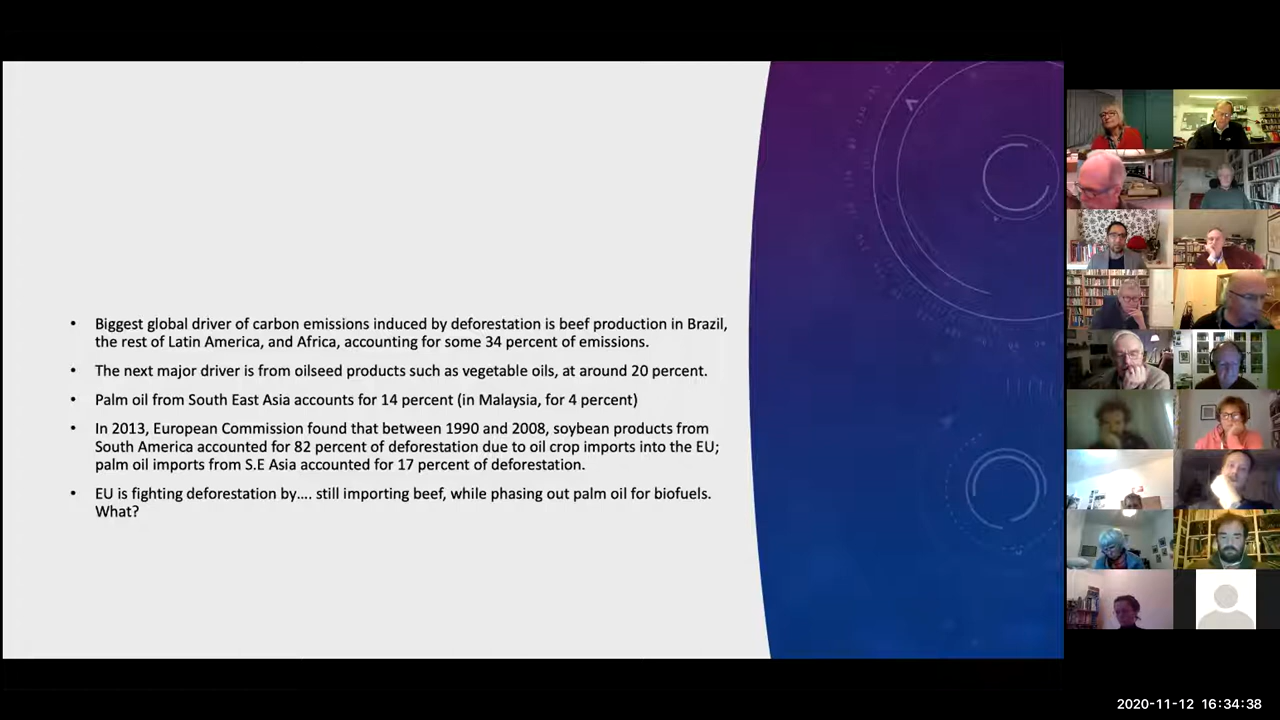 • Biggest global driver of carbon emissions induced by deforestation is beef production in Brazil,
the rest of Latin America, and Africa, accounting for some 34 percent of emissions.
• The next major driver is from oilseed products such as vegetable oils, at around 20 percent.
• Palm oil from South East Asia accounts for 14 percent (in Malaysia, for 4 percent)
• In 2013, European Commission found that between 1990 and 2008, soybean products from
South America accounted for 82 percent of deforestation due to oil crop imports into the EU;
palm oil imports from S.E Asia accounted for 17 percent of deforestation.
• EU is fighting deforestation by.... still importing beef, while phasing out palm oil for biofuels.
What?
2020-11-12 16:34:38